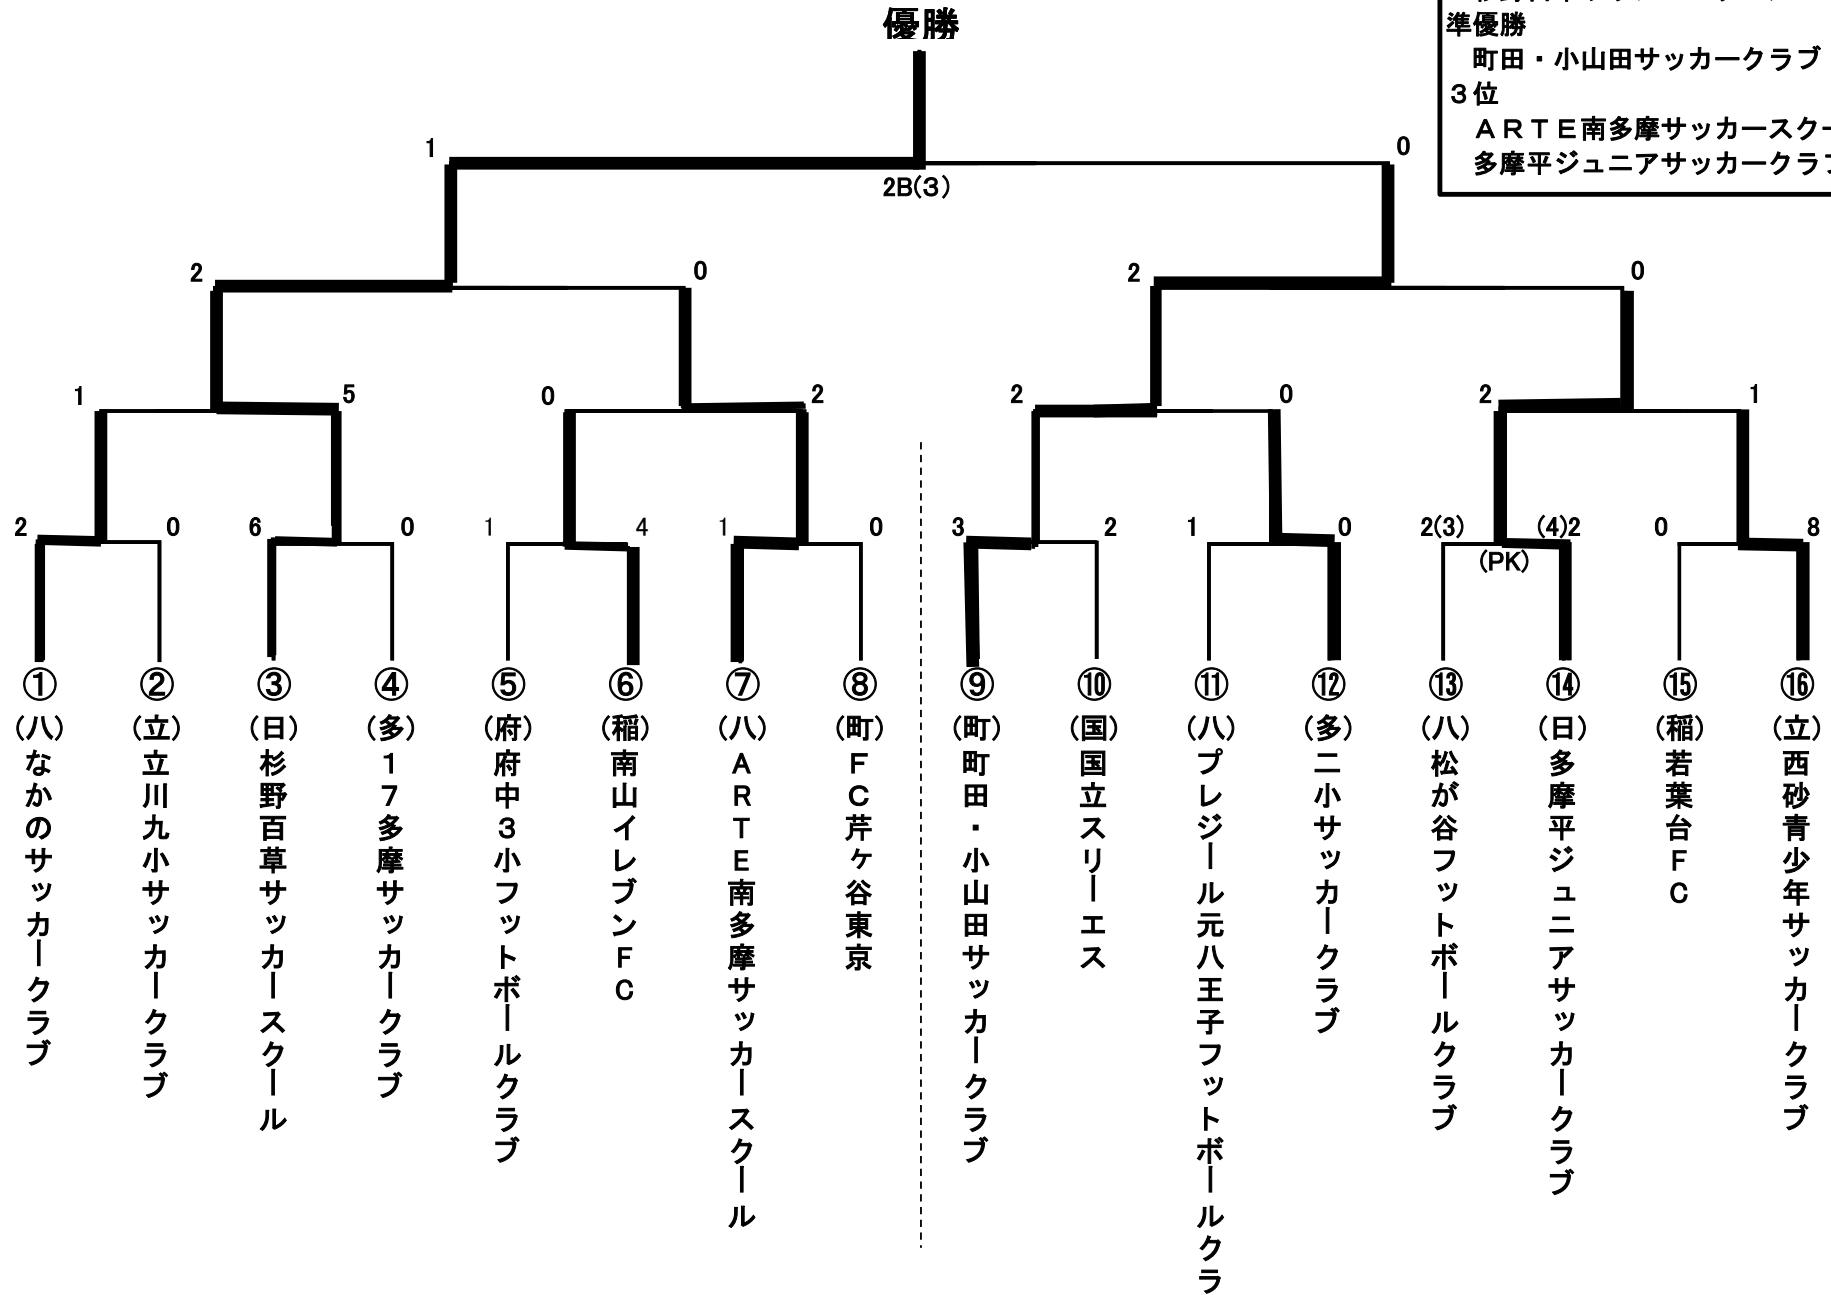 優勝
準優勝
町田・小山田サッカークラブ
３位
ＡＲＴＥ南多摩サッカースク
多摩平ジュニアサッカークラ
1
0
2B(3)
2
0
2
0
1
5
0
2
2
0
2
1
2
0
6
0
1
4
1
0
3
2
1
0
2(3)
(4)2
0
8
(PK)
①
(八)
なかのサッカークラブ
②
(立)
立川九小サッカークラブ
③
(日)
杉野百草サッカースクール
④
(多)
１７多摩サッカークラブ
⑤
(府)
府中３小フットボールクラブ
⑥
(稲)
南山イレブンＦＣ
⑦
(八)
ＡＲＴＥ南多摩サッカースクール
⑧
(町)
ＦＣ芹ヶ谷東京
⑨
(町)
町田・小山田サッカークラブ
⑩
(国)
国立スリーエス
⑪
(八)
プレジール元八王子フットボールクラ
⑫
(多)
二小サッカークラブ
⑬
(八)
松が谷フットボールクラブ
⑭
(日)
多摩平ジュニアサッカークラブ
⑮
(稲)
若葉台ＦＣ
⑯
(立)
西砂青少年サッカークラブ